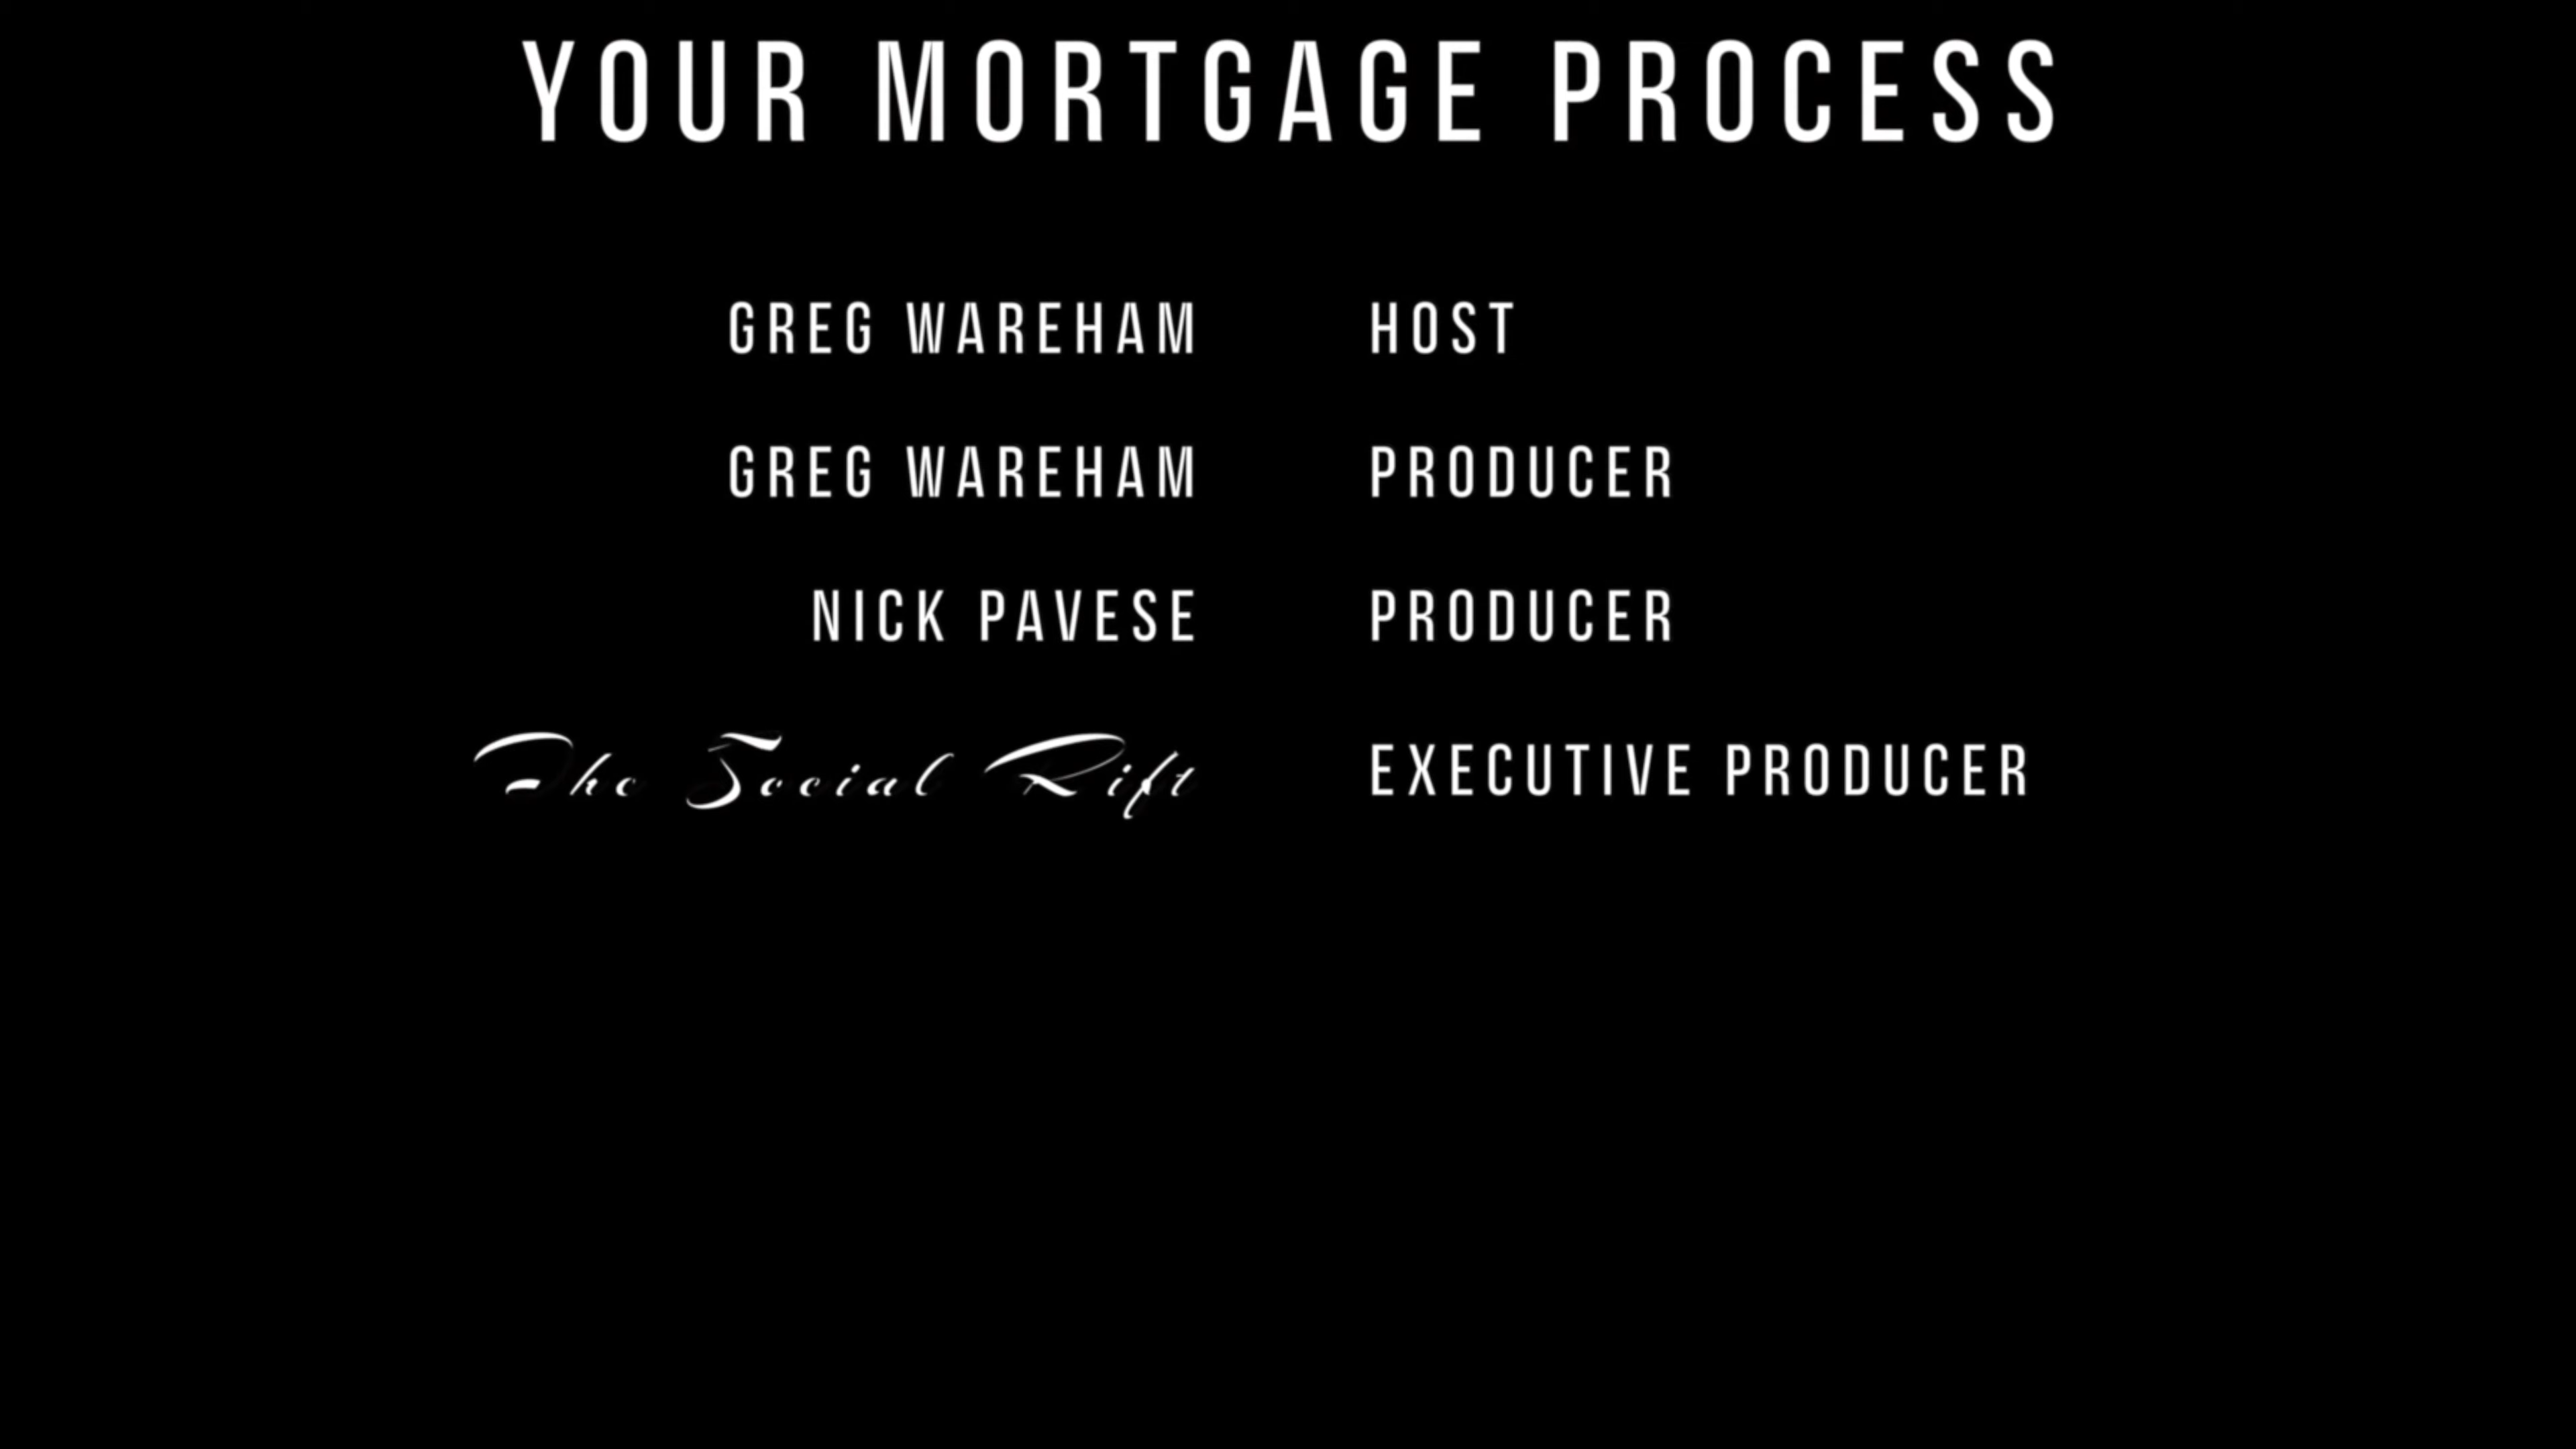 YOUR MORTGAGE PROCESS
GREG WAREHAM HOST
GREG WAREHAM PRODUCER
NICK PAVESE PRODUCER
The Social Rift EXECUTIVE PRODUCER